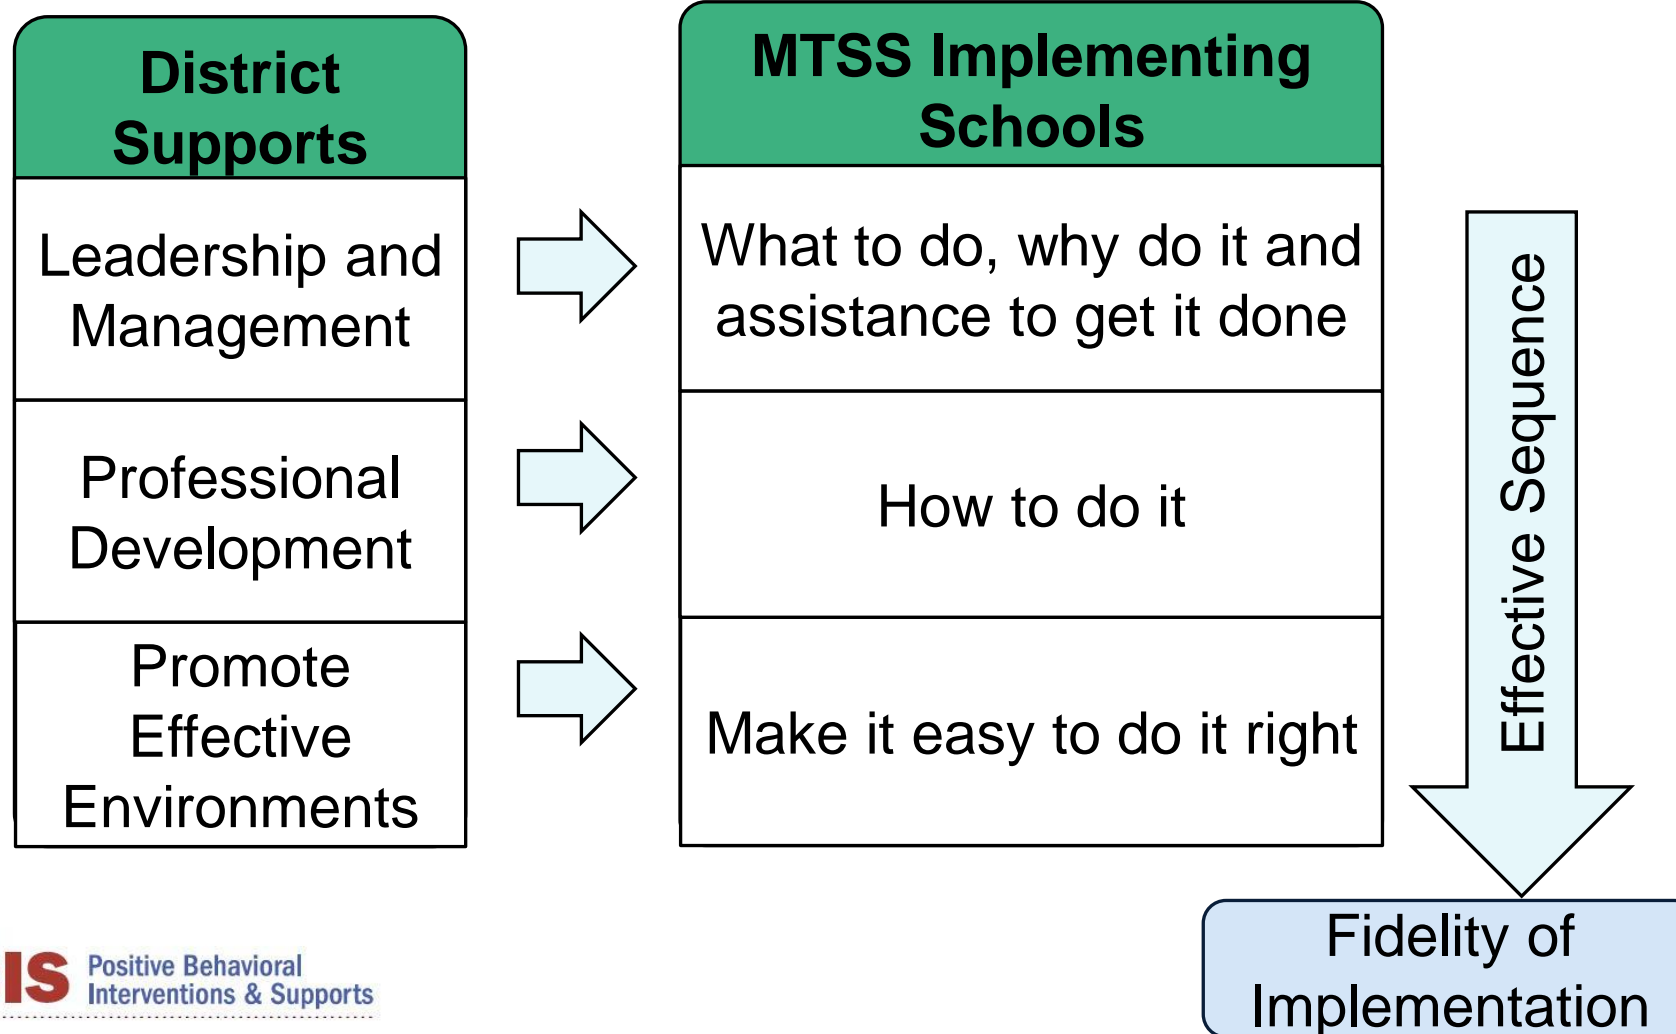 District
Supports
Leadership and
Management
Professional
Development
Promote
Effective
Environments
MTSS Implementing
Schools
What to do, why do it and
assistance to get it done
How to do it
Make it easy to do it right
Effective Sequence
Fidelity of
Implementation
IS Positive Behavioral
Interventions & Supports